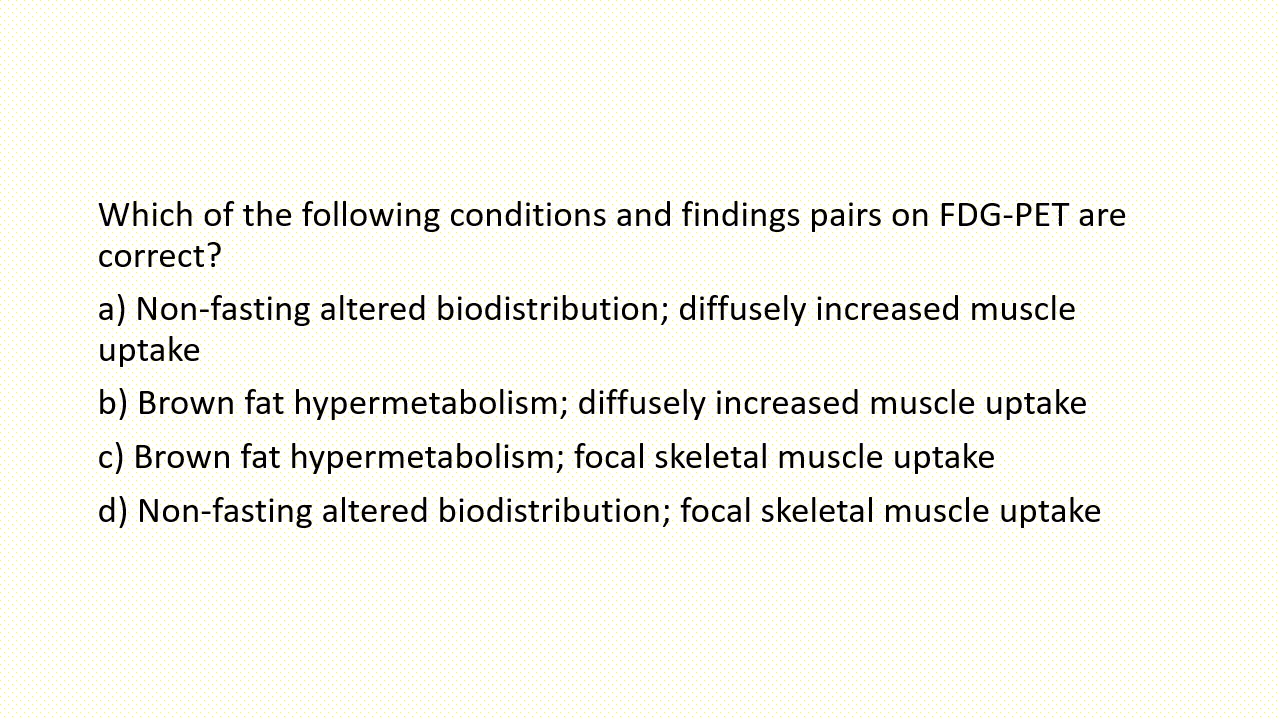 Which of the following conditions and findings pairs on FDG-PET are
correct?
a) Non-fasting altered biodistribution; diffusely increased muscle
uptake
b) Brown fat hypermetabolism; diffusely increased muscle uptake
c) Brown fat hypermetabolism; focal skeletal muscle uptake
d) Non-fasting altered biodistribution; focal skeletal muscle uptake